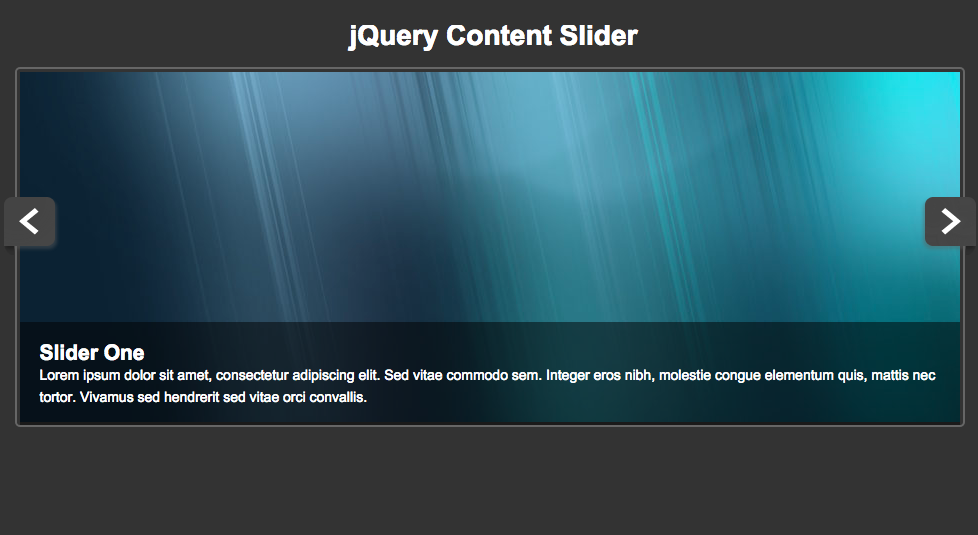 jQuery Content Slider
Slider One
Lorem ipsum dolor sit amet, consectetur adipiscing elit. Sed vitae commodo sem. Integer eros nibh, molestie congue elementum quis, mattis nec
tortor. Vivamus sed hendrerit sed vitae orci convallis.